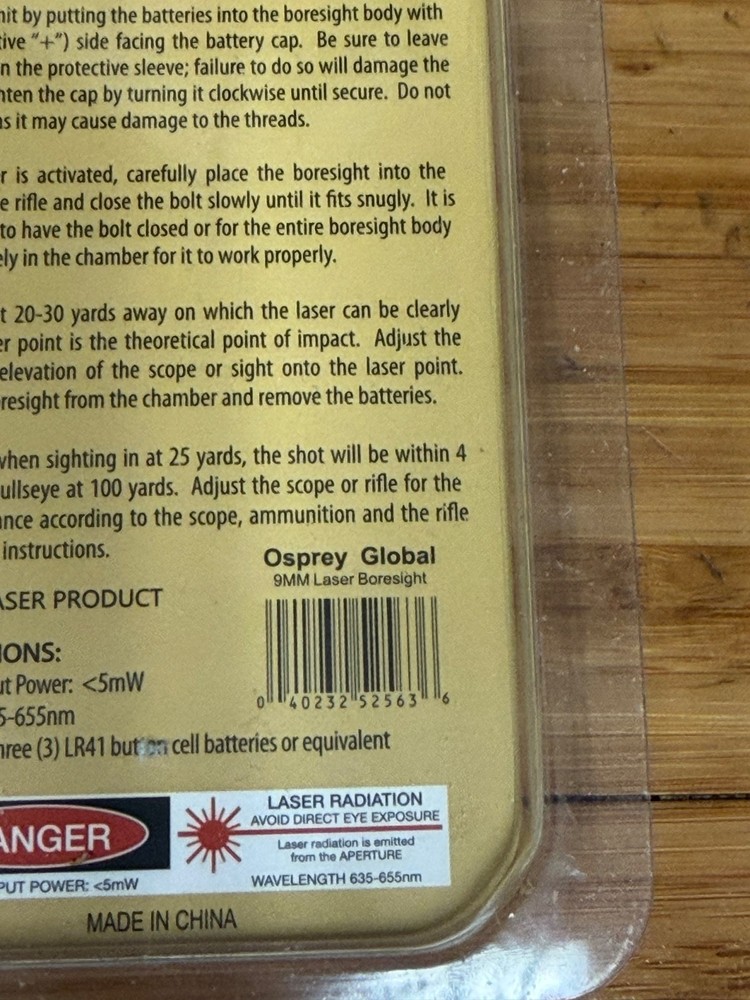 nit by putting the batteries into the boresight body with
tive "+") side facing the battery cap. Be sure to leave
n the protective sleeve; failure to do so will damage the
hten the cap by turning it clockwise until secure. Do not
as it may cause damage to the threads.
r is activated, carefully place the boresight into the
e rifle and close the bolt slowly until it fits snugly. It is
to have the bolt closed or for the entire boresight body
ely in the chamber for it to work properly.
t 20-30 yards away on which the laser can be clearly
er point is the theoretical point of impact. Adjust the
elevation of the scope or sight onto the laser point.
resight from the chamber and remove the batteries.
when sighting in at 25 yards, the shot will be within 4
ullseye at 100 yards. Adjust the scope or rifle for the
ance according to the scope, ammunition and the rifle
instructions.
Osprey Global
9MM Laser Boresight
0 40232 52563 6
ASER PRODUCT
IONS:
ut Power: <5mW
5-655nm
hree (3) LR41 button cell batteries or equivalent
ANGER
PUT POWER: <5mW
LASER RADIATION
AVOID DIRECT EYE EXPOSURE
Laser radiation is emitted
from the APERTURE
WAVELENGTH 635-655nm
MADE IN CHINA